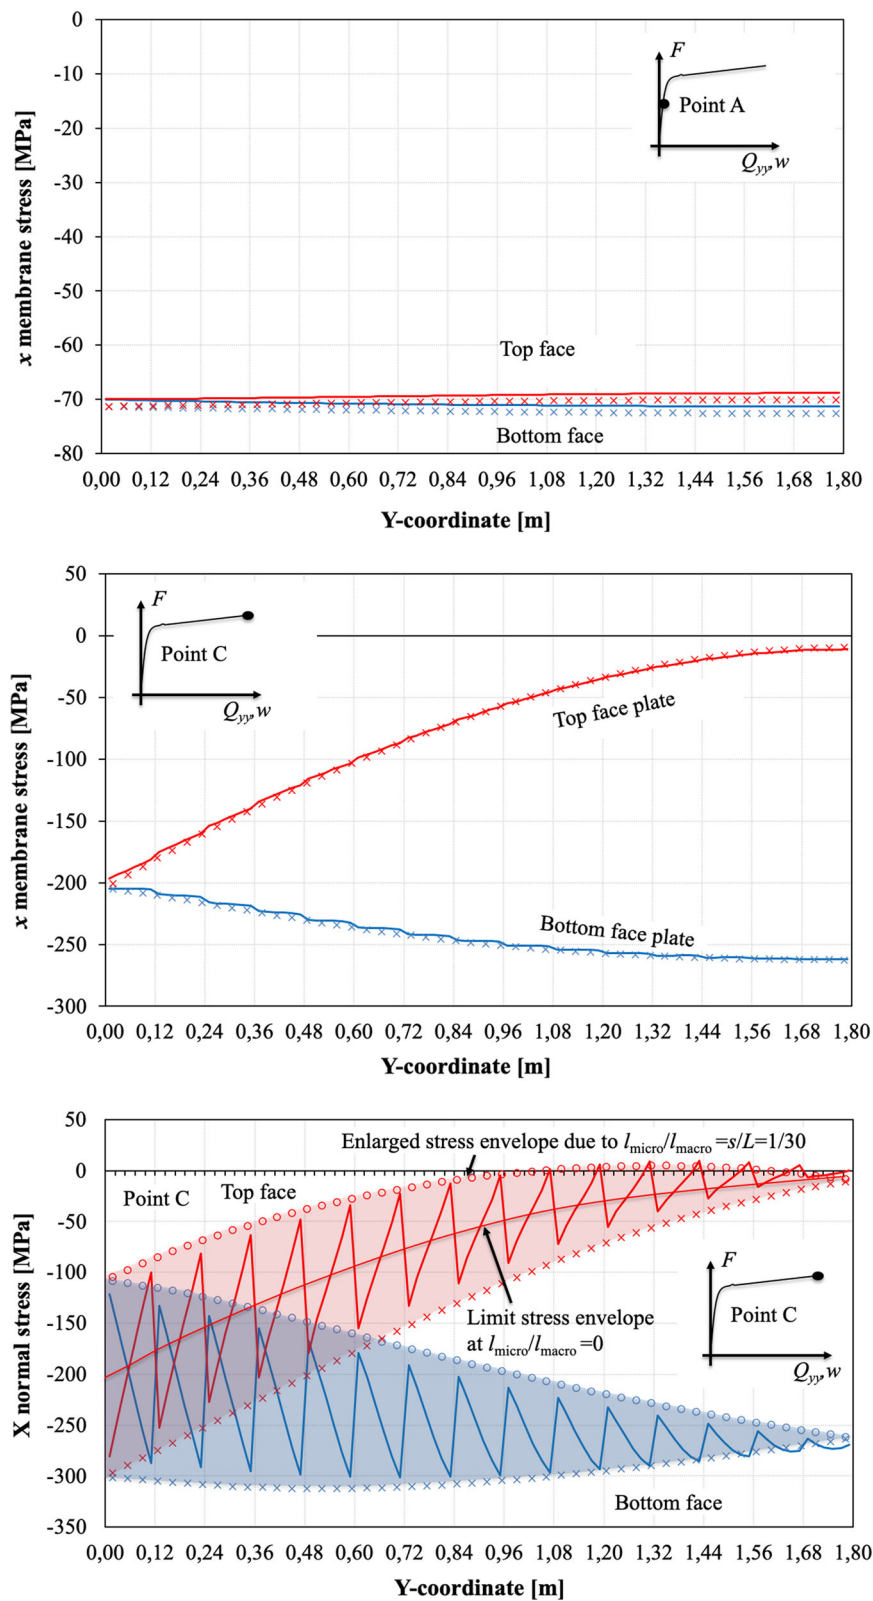 x membrane stress [MPa]
0
-10
-20
-30
-40
-50
-60
-70
-80
F
Point A
Qyy,w
Top face
Bottom face
0,00 0,12 0,24 0,36 0,48 0,60 0,72 0,84 0,96 1,08 1,20 1,32 1,44 1,56 1,68 1,80
Y-coordinate [m]
x membrane stress [MPa]
50
0
-50
-100
-150
-200
-250
-300
F
Point C
Qyy,w
Top face plate
Bottom face plate
0,00 0,12 0,24 0,36 0,48 0,60 0,72 0,84 0,96 1,08 1,20 1,32 1,44 1,56 1,68 1,80
Y-coordinate [m]
X normal stress [MPa]
50
0
-50
-100
-150
-200
-250
-300
-350
Enlarged stress envelope due to lmicro/lmacro =s/L=1/30
Point C
Top face
F
Point C
Qyy,w
Limit stress envelope
at lmicro/lmacro =0
Bottom face
0,00 0,12 0,24 0,36 0,48 0,60 0,72 0,84 0,96 1,08 1,20 1,32 1,44 1,56 1,68 1,80
Y-coordinate [m]